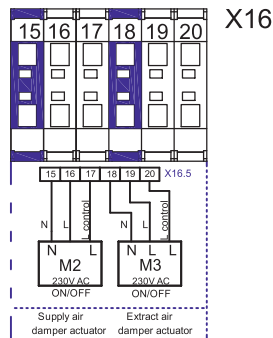 X16
15 16 17 18 19 20
15 16 17 18 19 20 X16.5
N L L control L control
N L N L L
M2 M3
230V AC 230V AC
ON/OFF ON/OFF
Supply air Extract air
damper actuator damper actuator